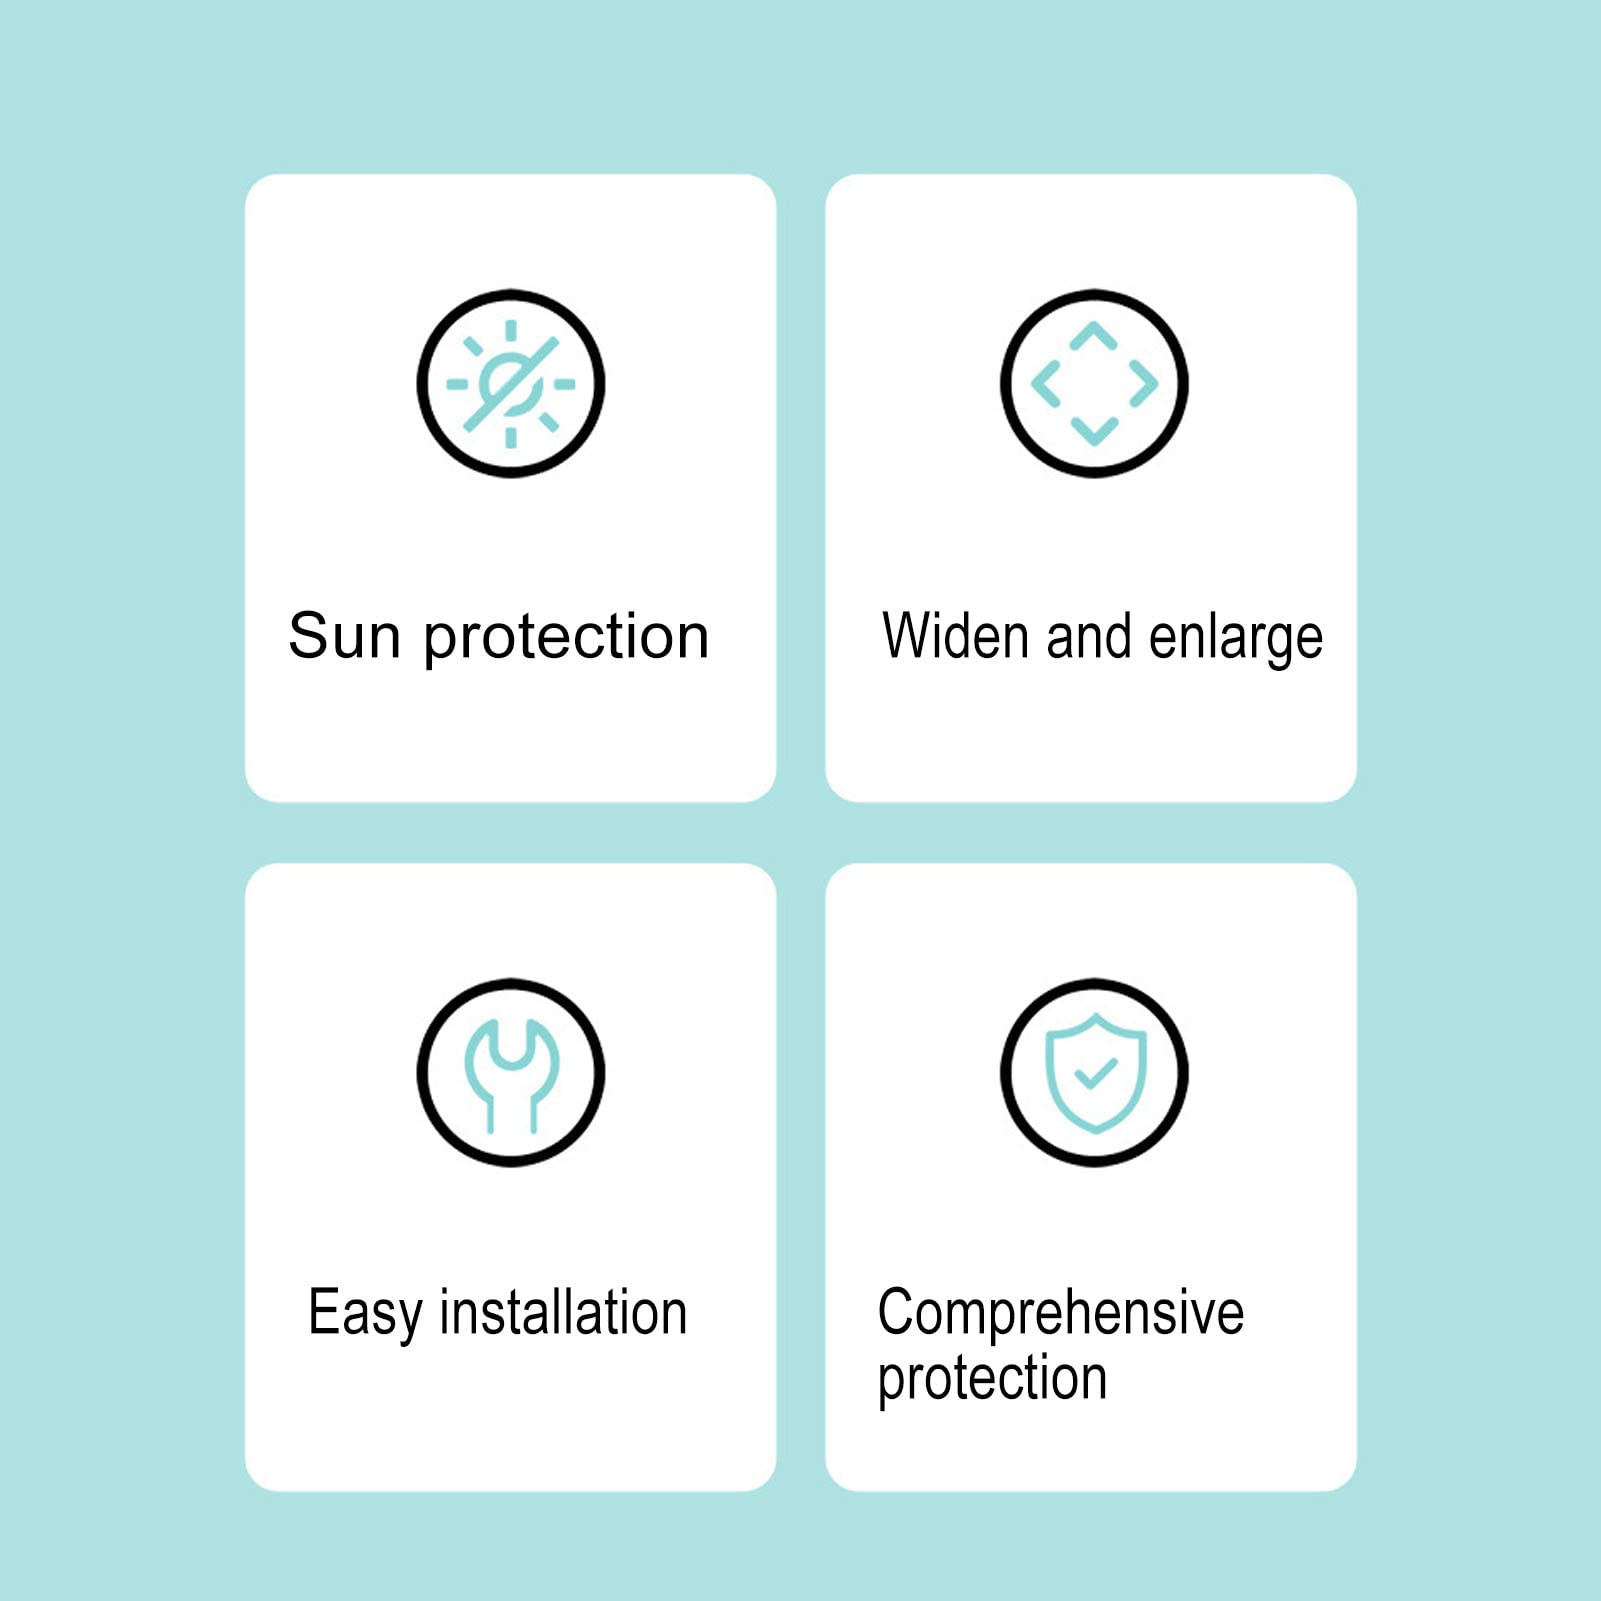 Sun protection
Widen and enlarge
Easy installation
Comprehensive
protection